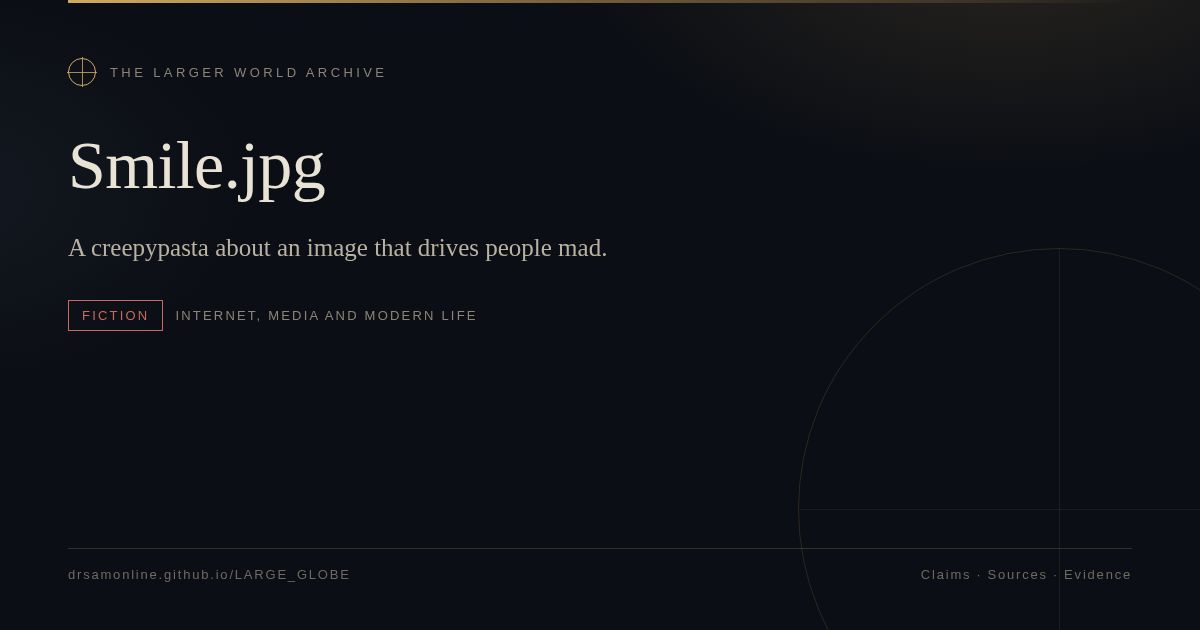 THE LARGER WORLD ARCHIVE
Smile.jpg
A creepypasta about an image that drives people mad.
FICTION INTERNET, MEDIA AND MODERN LIFE
drsamonline.github.io/LARGE_GLOBE Claims · Sources · Evidence